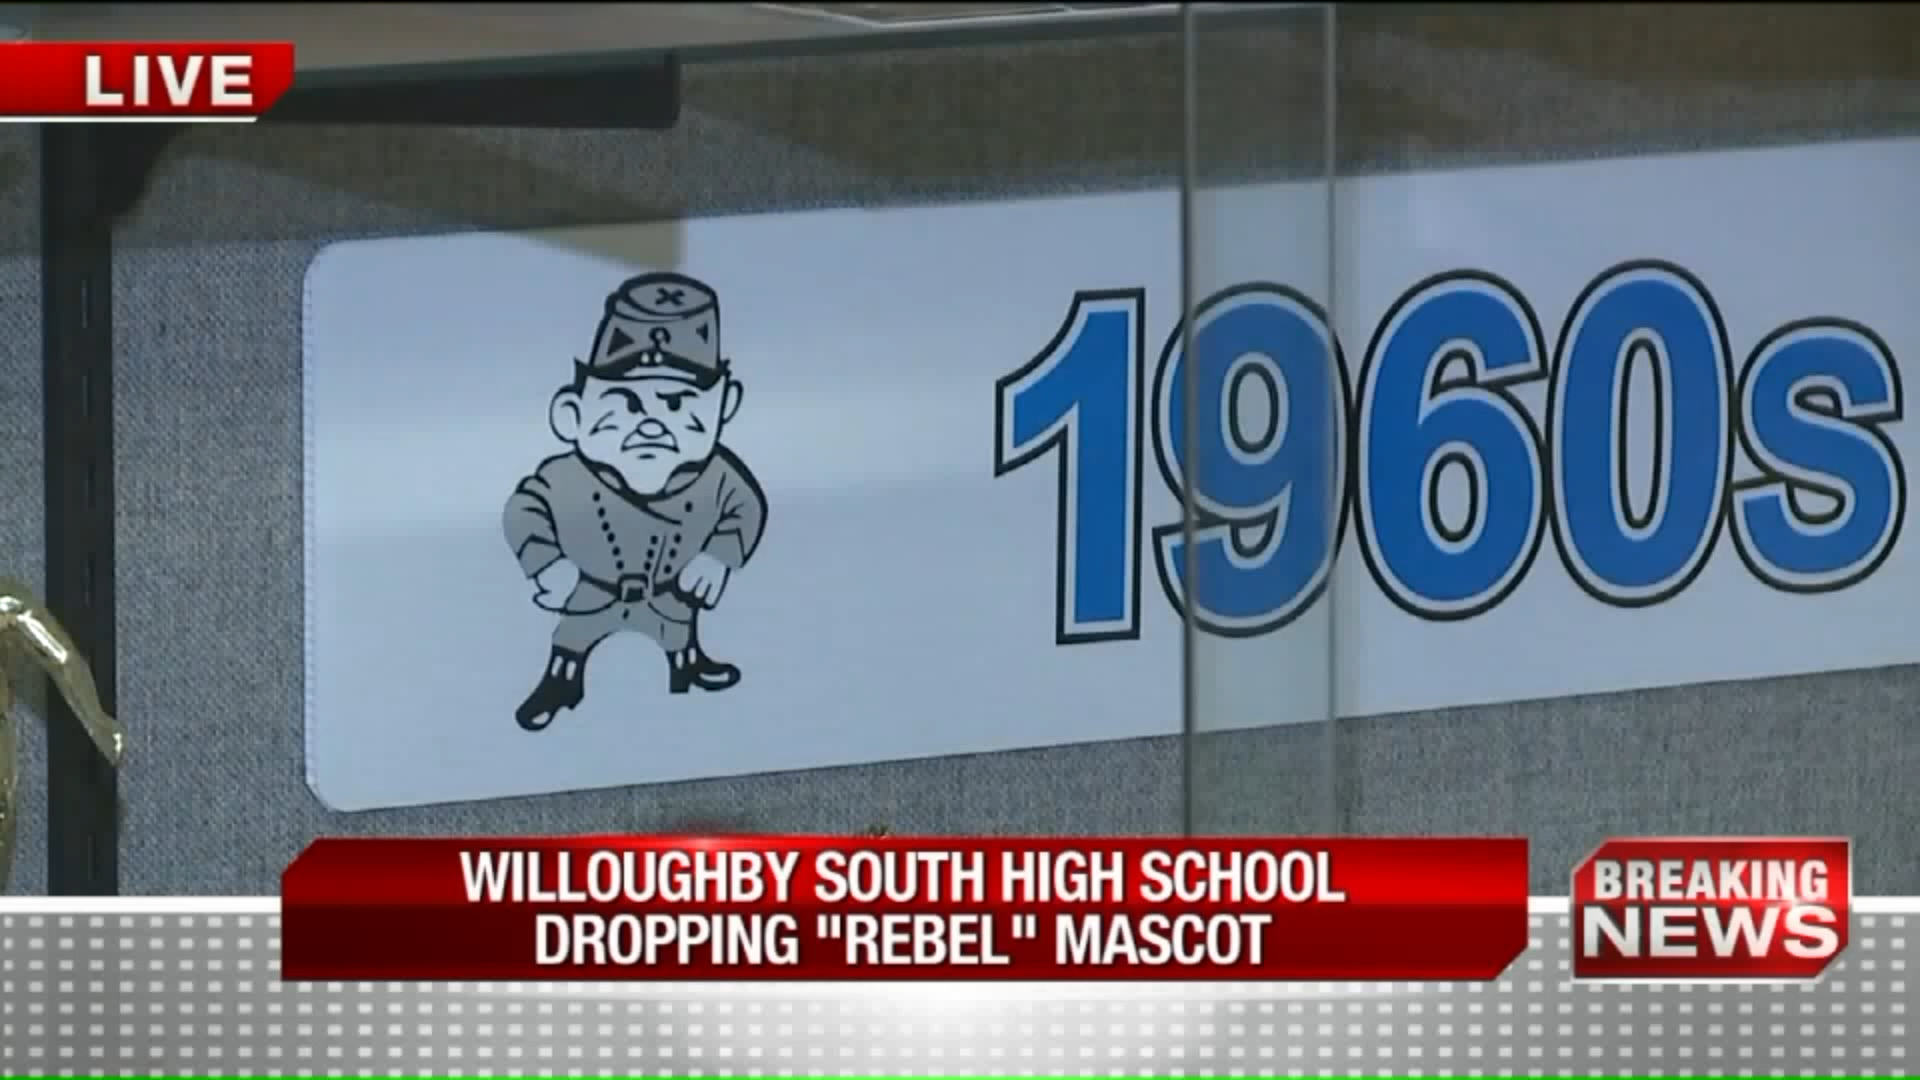 LIVE
1960s
WILLOUGHBY SOUTH HIGH SCHOOL
DROPPING "REBEL" MASCOT
BREAKING
NEWS